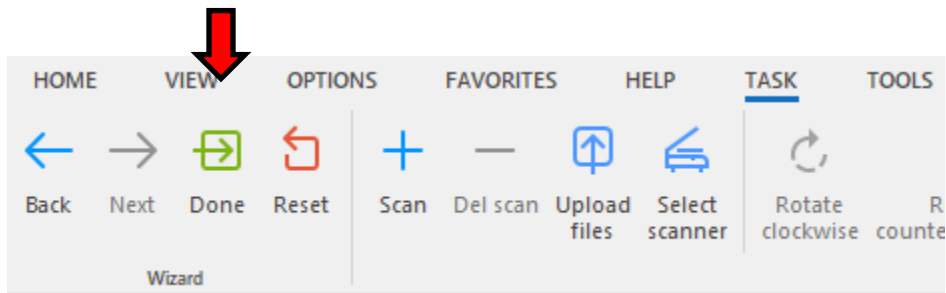 HOME VIEW OPTIONS FAVORITES HELP TASK TOOLS
Back Next Done Reset Scan Del scan Upload Select Rotate R
files scanner clockwise counte
Wizard